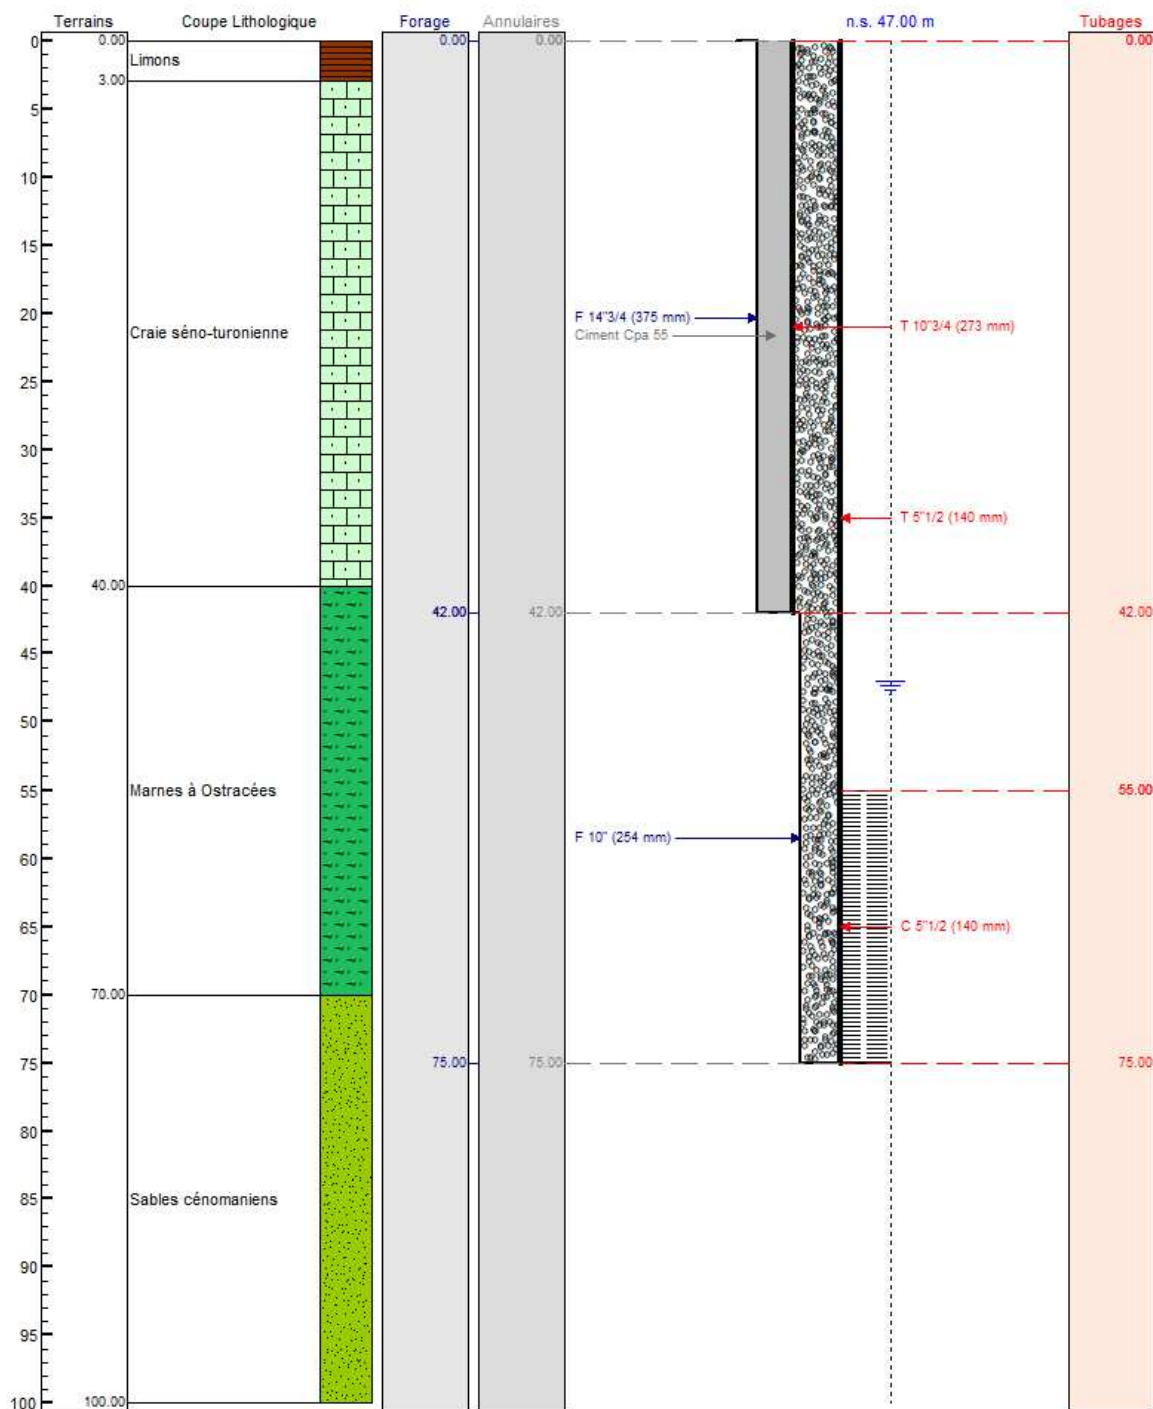 Terrains Coupe Lithologique Forage Annulaires n.s. 47.00 m Tubages
0 0.00 0.00 0.00 0.00
Limons
3.00
5
10
15
20
F 14"3/4 (375 mm) T 10"3/4 (273 mm)
Craie séno-turonienne Ciment Cpa 55
25
30
35 T 5"1/2 (140 mm)
40 40.00
42.00 42.00 42.00
45
50
55 Marnes à Ostracées 55.00
F 10" (254 mm)
60
65 C 5"1/2 (140 mm)
70 70.00
75 75.00 75.00 75.00
80
85 Sables cénomaniens
90
95
100 100.00